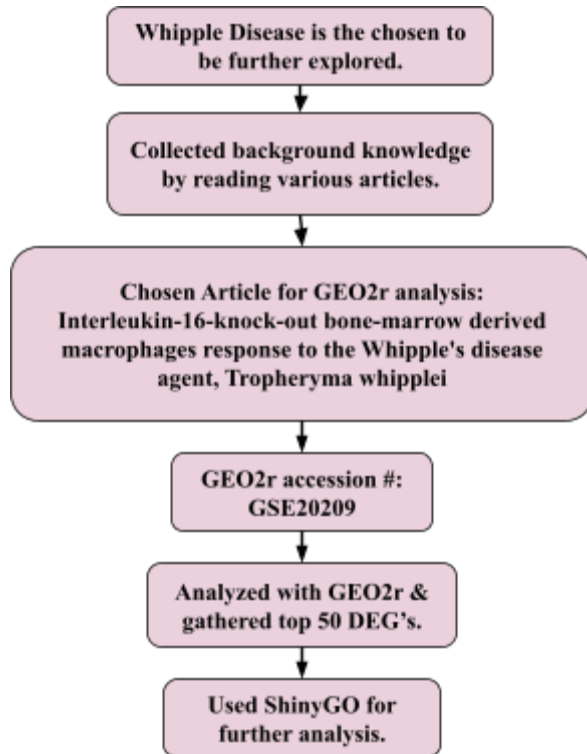 Whipple Disease is the chosen to
be further explored.
Collected background knowledge
by reading various articles.
Chosen Article for GEO2r analysis:
Interleukin-16-knock-out bone-marrow derived
macrophages response to the Whipple's disease
agent, Tropheryma whipplei
GEO2r accession #:
GSE20209
Analyzed with GEO2r &
gathered top 50 DEG’s.
Used ShinyGO for
further analysis.